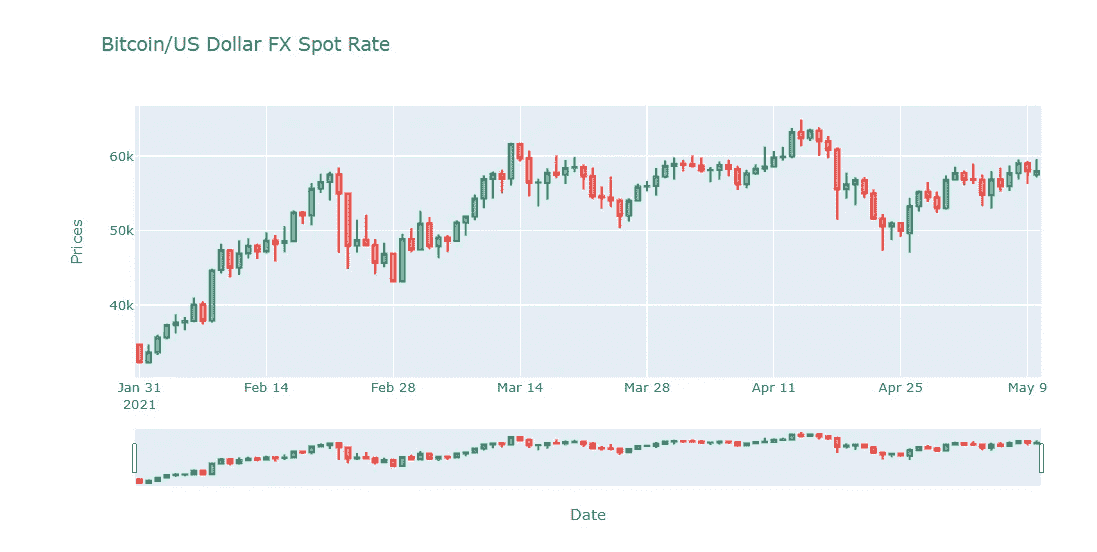 Bitcoin/US Dollar FX Spot Rate
60k
50k
40k
Prices
Jan 31
2021
Feb 14
Feb 28
Mar 14
Mar 28
Apr 11
Apr 25
May 9
Date